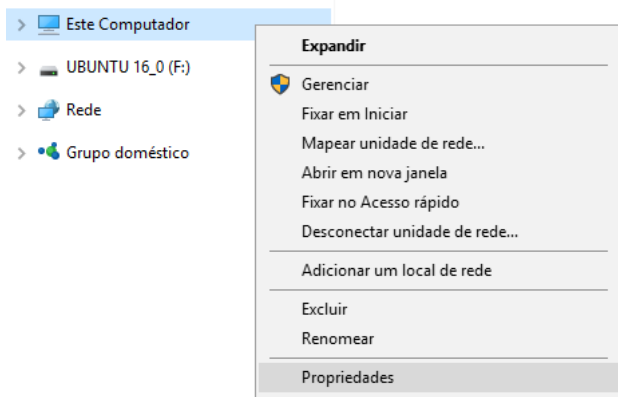 Este Computador
UBUNTU 16_0 (F:)
Rede
Grupo doméstico
Expandir
Gerenciar
Fixar em Iniciar
Mapear unidade de rede...
Abrir em nova janela
Fixar no Acesso rápido
Desconectar unidade de rede...
Adicionar um local de rede
Excluir
Renomear
Propriedades